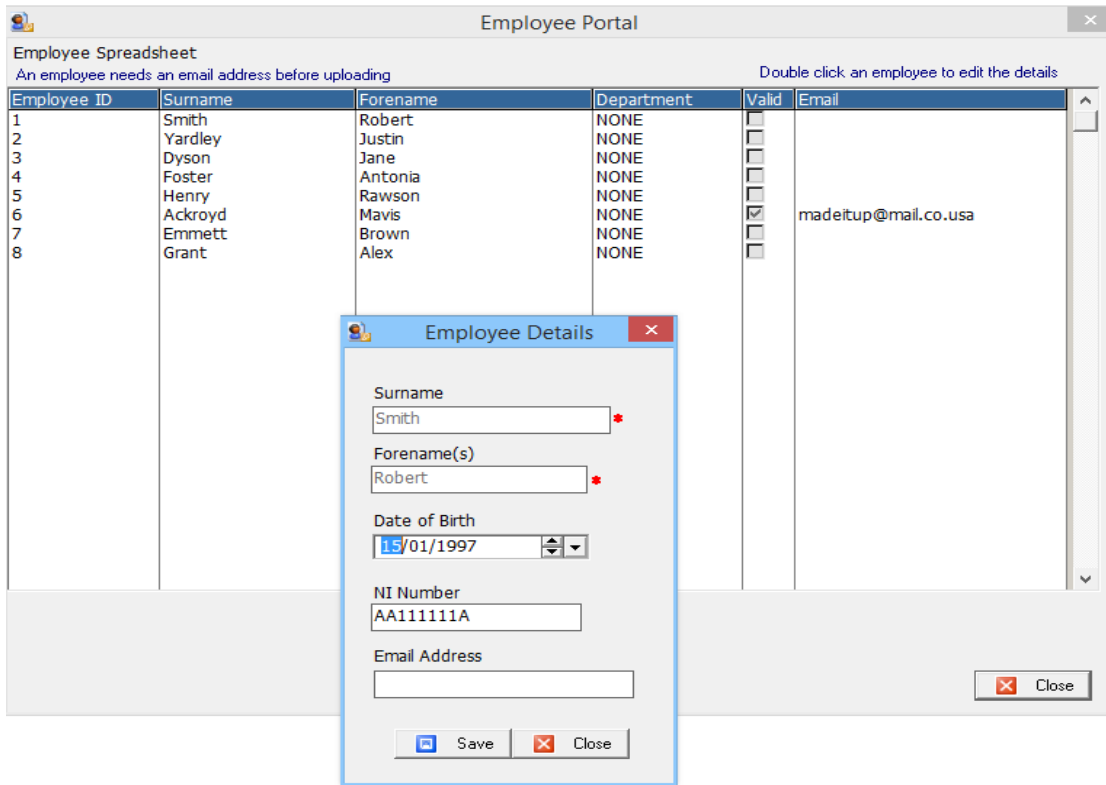 Employee Portal
Employee Spreadsheet
An employee needs an email address before uploading
Double click an employee to edit the details
Employee ID Surname Forename Department Valid Email
1 Smith Robert NONE
2 Yardley Justin NONE
3 Dyson Jane NONE
4 Foster Antonia NONE
5 Henry Rawson NONE
6 Ackroyd Mavis NONE madeitup@mail.co.usa
7 Emmett Brown NONE
8 Grant Alex NONE
Employee Details
Surname
Smith *
Forename(s)
Robert *
Date of Birth
15/01/1997
NI Number
AA111111A
Email Address
Save Close
Close